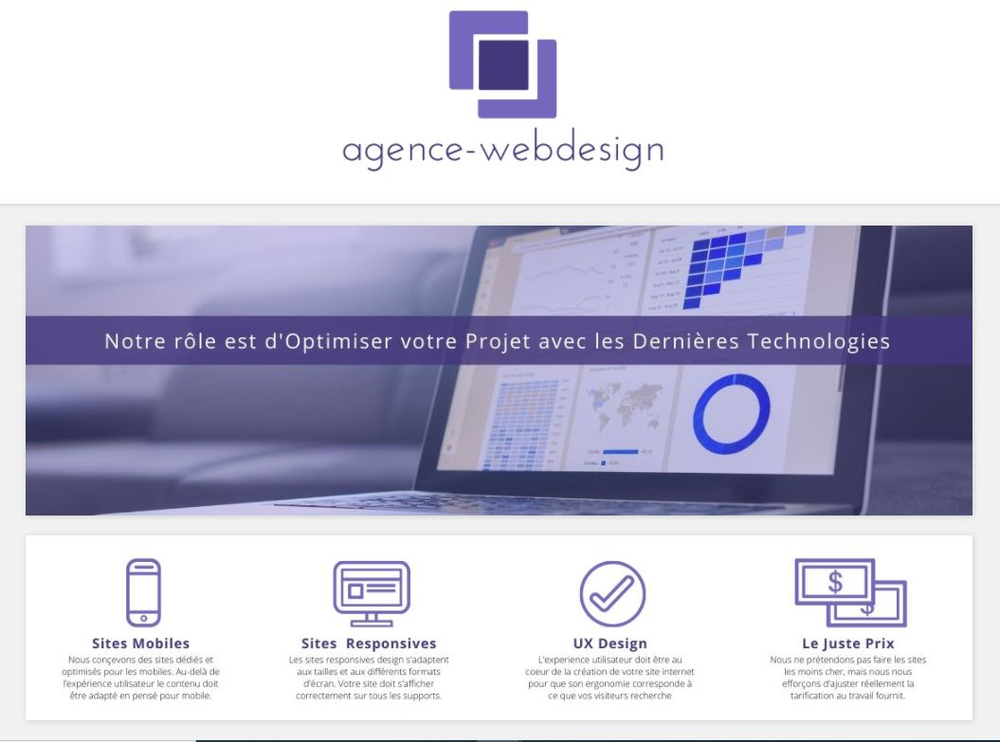 agence-webdesign
Notre rôle est d'Optimiser votre Projet avec les Dernières Technologies
Sites Mobiles
Nous conçevons des sites dédiés et
optimisés pour les mobiles. Au-delà de
l'expérience utilisateur le contenu doit
être adapté en pensé pour mobile.
Sites Responsives
Les sites responsives design s'adaptent
aux tailles et aux différents formats
d'écran. Votre site doit s'afficher
correctement sur tous les supports.
UX Design
L'experience utilisateur doit être au
coeur de la création de votre site internet
pour que son ergonomie corresponde à
ce que vos visiteurs recherche
$
$
Le Juste Prix
Nous ne prétendons pas faire les sites
les moins cher, mais nous nous
efforçons d'ajuster réellement la
tarification au travail fournit.